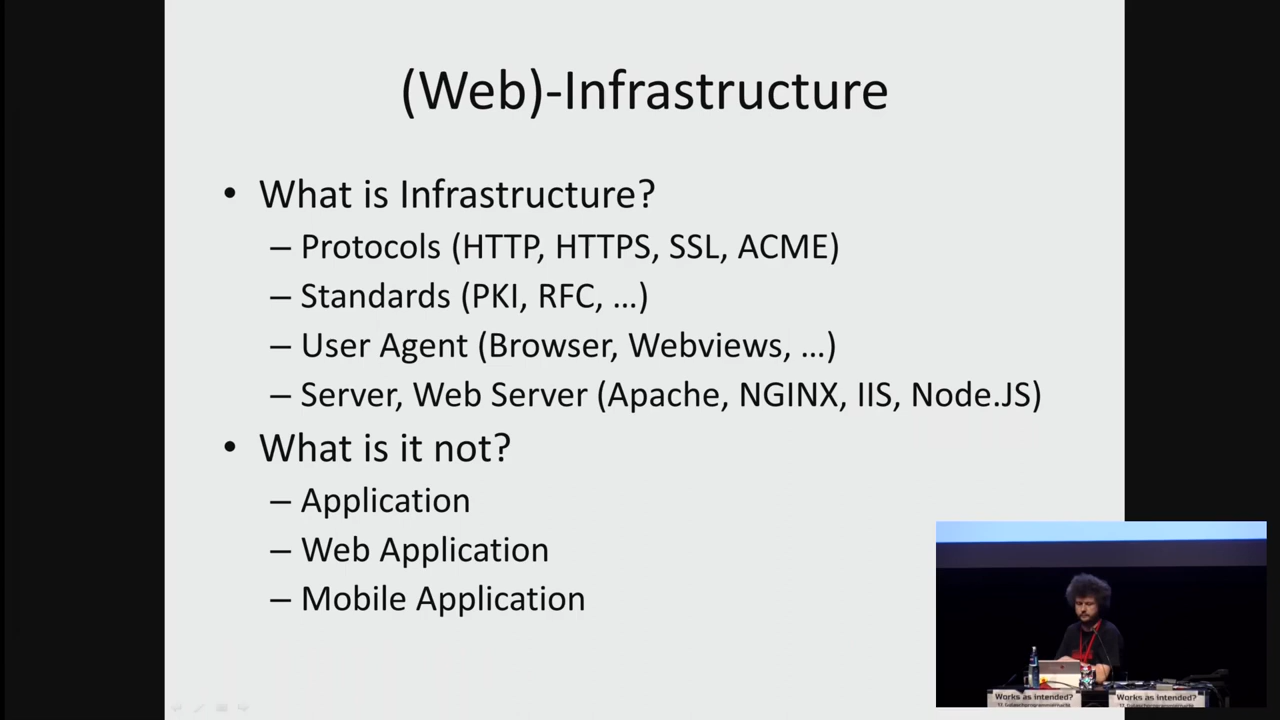 (Web)-Infrastructure
• What is Infrastructure?
– Protocols (HTTP, HTTPS, SSL, ACME)
– Standards (PKI, RFC, …)
– User Agent (Browser, Webviews, …)
– Server, Web Server (Apache, NGINX, IIS, Node.JS)
• What is it not?
– Application
– Web Application
– Mobile Application
Works as intended?
Works as intended?